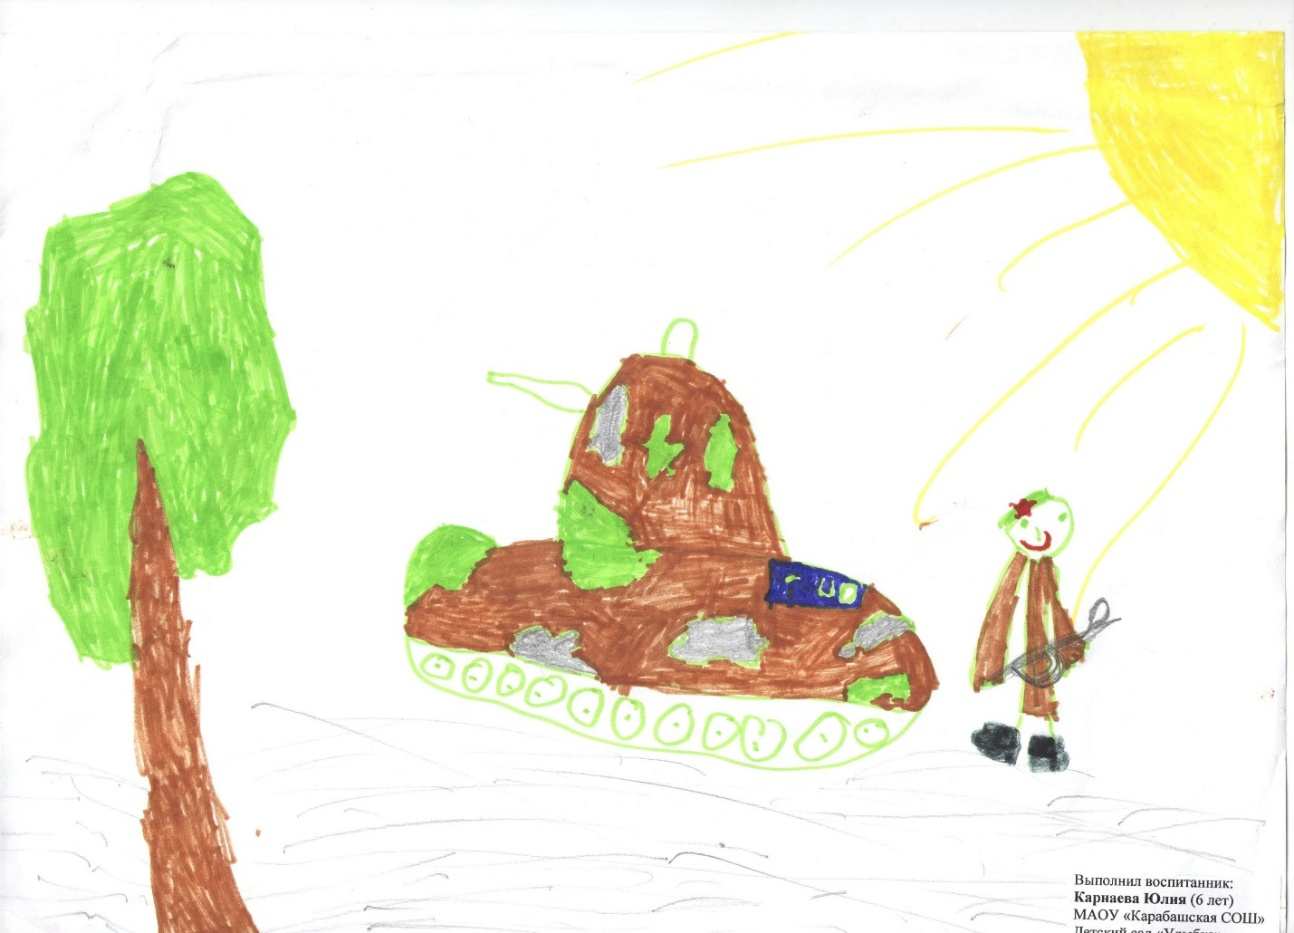 Выполнил воспитанник:
Карнаева Юлия (6 лет)
МАОУ «Карабашская СОШ»
Детский сад